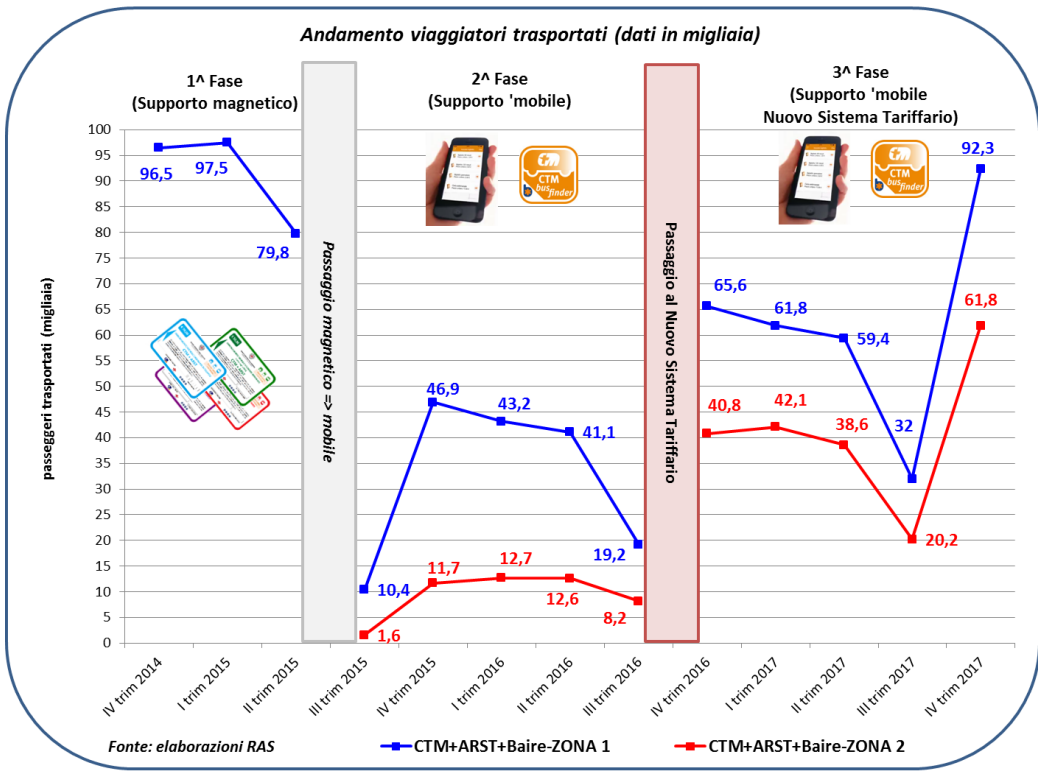 Andamento viaggiatori trasportati (dati in migliaia)
1^ Fase
(Supporto magnetico)
2^ Fase
(Supporto 'mobile)
3^ Fase
(Supporto 'mobile
Nuovo Sistema Tariffario)
passeggeri trasportati (migliaia)
100
95
90
85
80
75
70
65
60
55
50
45
40
35
30
25
20
15
10
5
0
96,5
97,5
79,8
Passaggio magnetico => mobile
CTM
bus
finder
46,9
43,2
41,1
19,2
10,4
1,6
11,7
12,7
12,6
8,2
Passaggio al Nuovo Sistema Tariffario
CTM
bus
finder
92,3
65,6
61,8
59,4
32
61,8
40,8
42,1
38,6
20,2
IV trim 2014
I trim 2015
II trim 2015
III trim 2015
IV trim 2015
I trim 2016
II trim 2016
III trim 2016
IV trim 2016
I trim 2017
II trim 2017
III trim 2017
IV trim 2017
Fonte: elaborazioni RAS
CTM+ARST+Baire-ZONA 1
CTM+ARST+Baire-ZONA 2